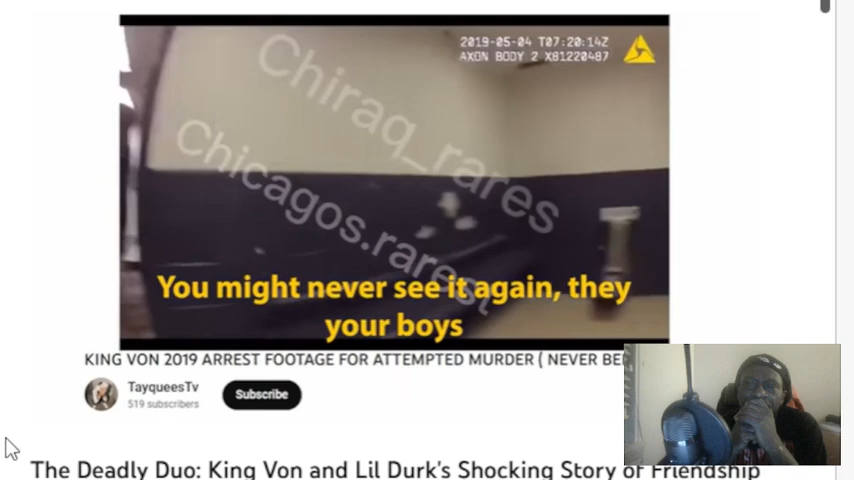 2019-05-04 T07:20:14Z
AXON BODY 2 X81220487
Chiraq_rares
Chicagos.rarest
You might never see it again, they
your boys
KING VON 2019 ARREST FOOTAGE FOR ATTEMPTED MURDER ( NEVER
TayqueesTv
519 subscribers
Subscribe
The Deadly Duo: King Von and Lil Durk's Shocking Story of Friendship